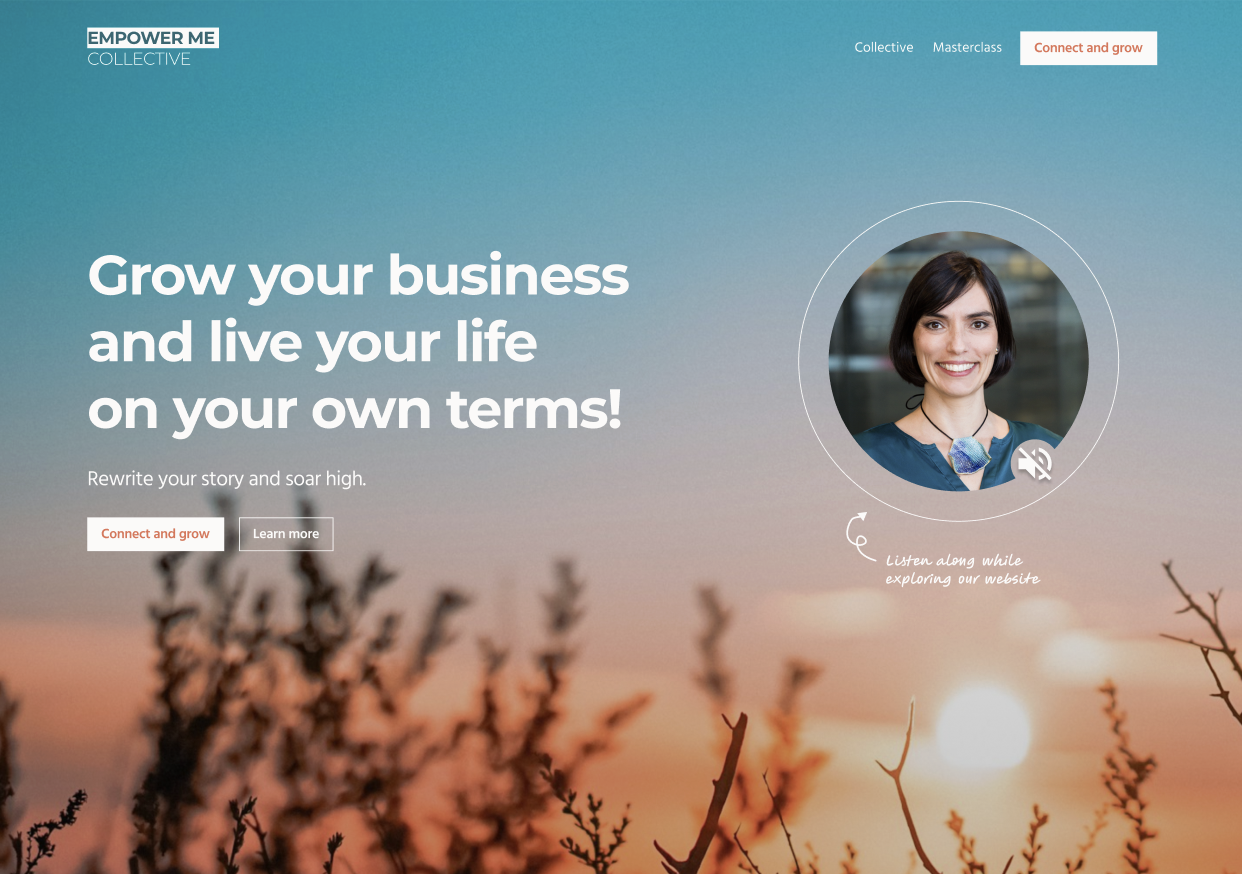 EMPOWER ME
COLLECTIVE
Collective Masterclass Connect and grow
Grow your business
and live your life
on your own terms!
Rewrite your story and soar high.
Connect and grow Learn more
Listen along while
exploring our website